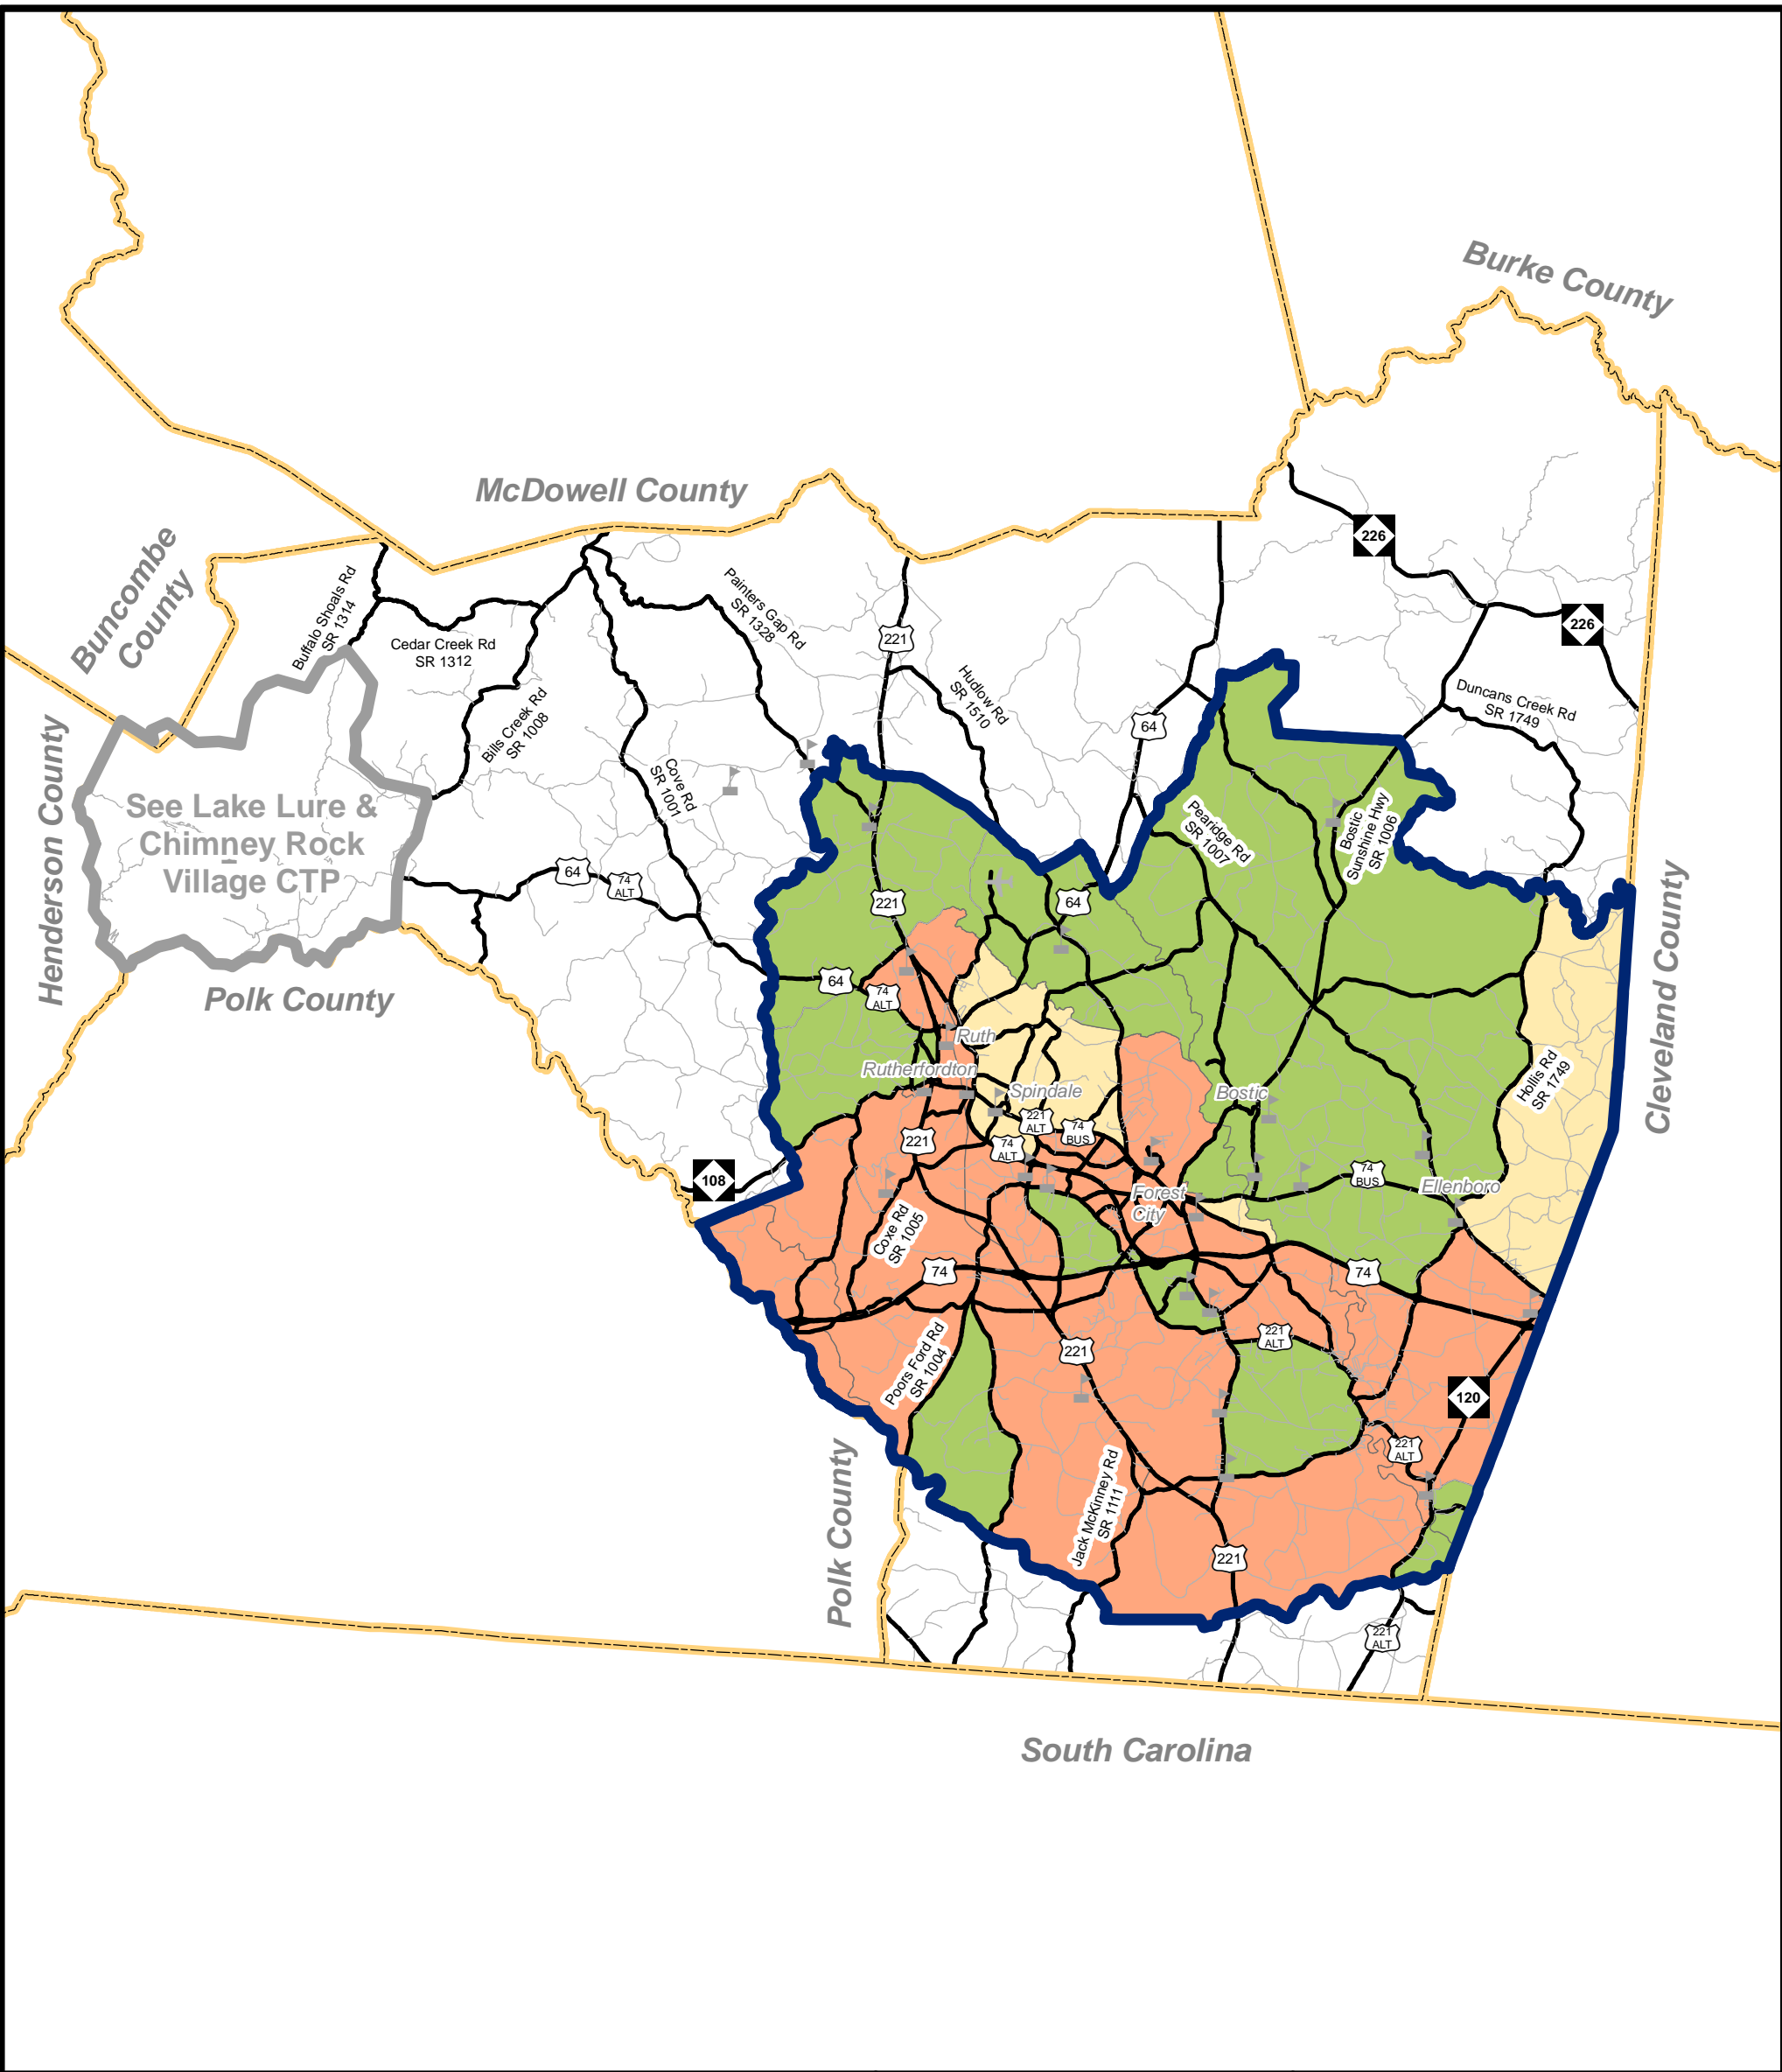 Burke County
McDowell County
226
Buncombe
County
Buffalo Shoals Rd
SR 1314
Cedar Creek Rd
SR 1312
Painters Gap Rd
SR 1328
221
226
Bills Creek Rd
SR 1008
Hudlow Rd
SR 1510
64
Duncans Creek Rd
SR 1749
Henderson County
See Lake Lure &
Chimney Rock
Village CTP
Cove Rd
SR 1001
Pearidge Rd
SR 1007
Bostic
Sunshine Hwy
SR 1006
64
74
ALT
221
64
Cleveland County
Polk County
64
74
ALT
Ruth
Rutherfordton
Spindale
Bostic
Hollis Rd
SR 1749
221
ALT
74
BUS
221
74
ALT
108
74
BUS
Ellenboro
Forest
City
Coxe Rd
SR 1005
74
74
Poors Ford Rd
SR 1004
221
221
ALT
120
221
ALT
Polk County
Jack McKinney Rd
SR 1111
221
221
ALT
South Carolina